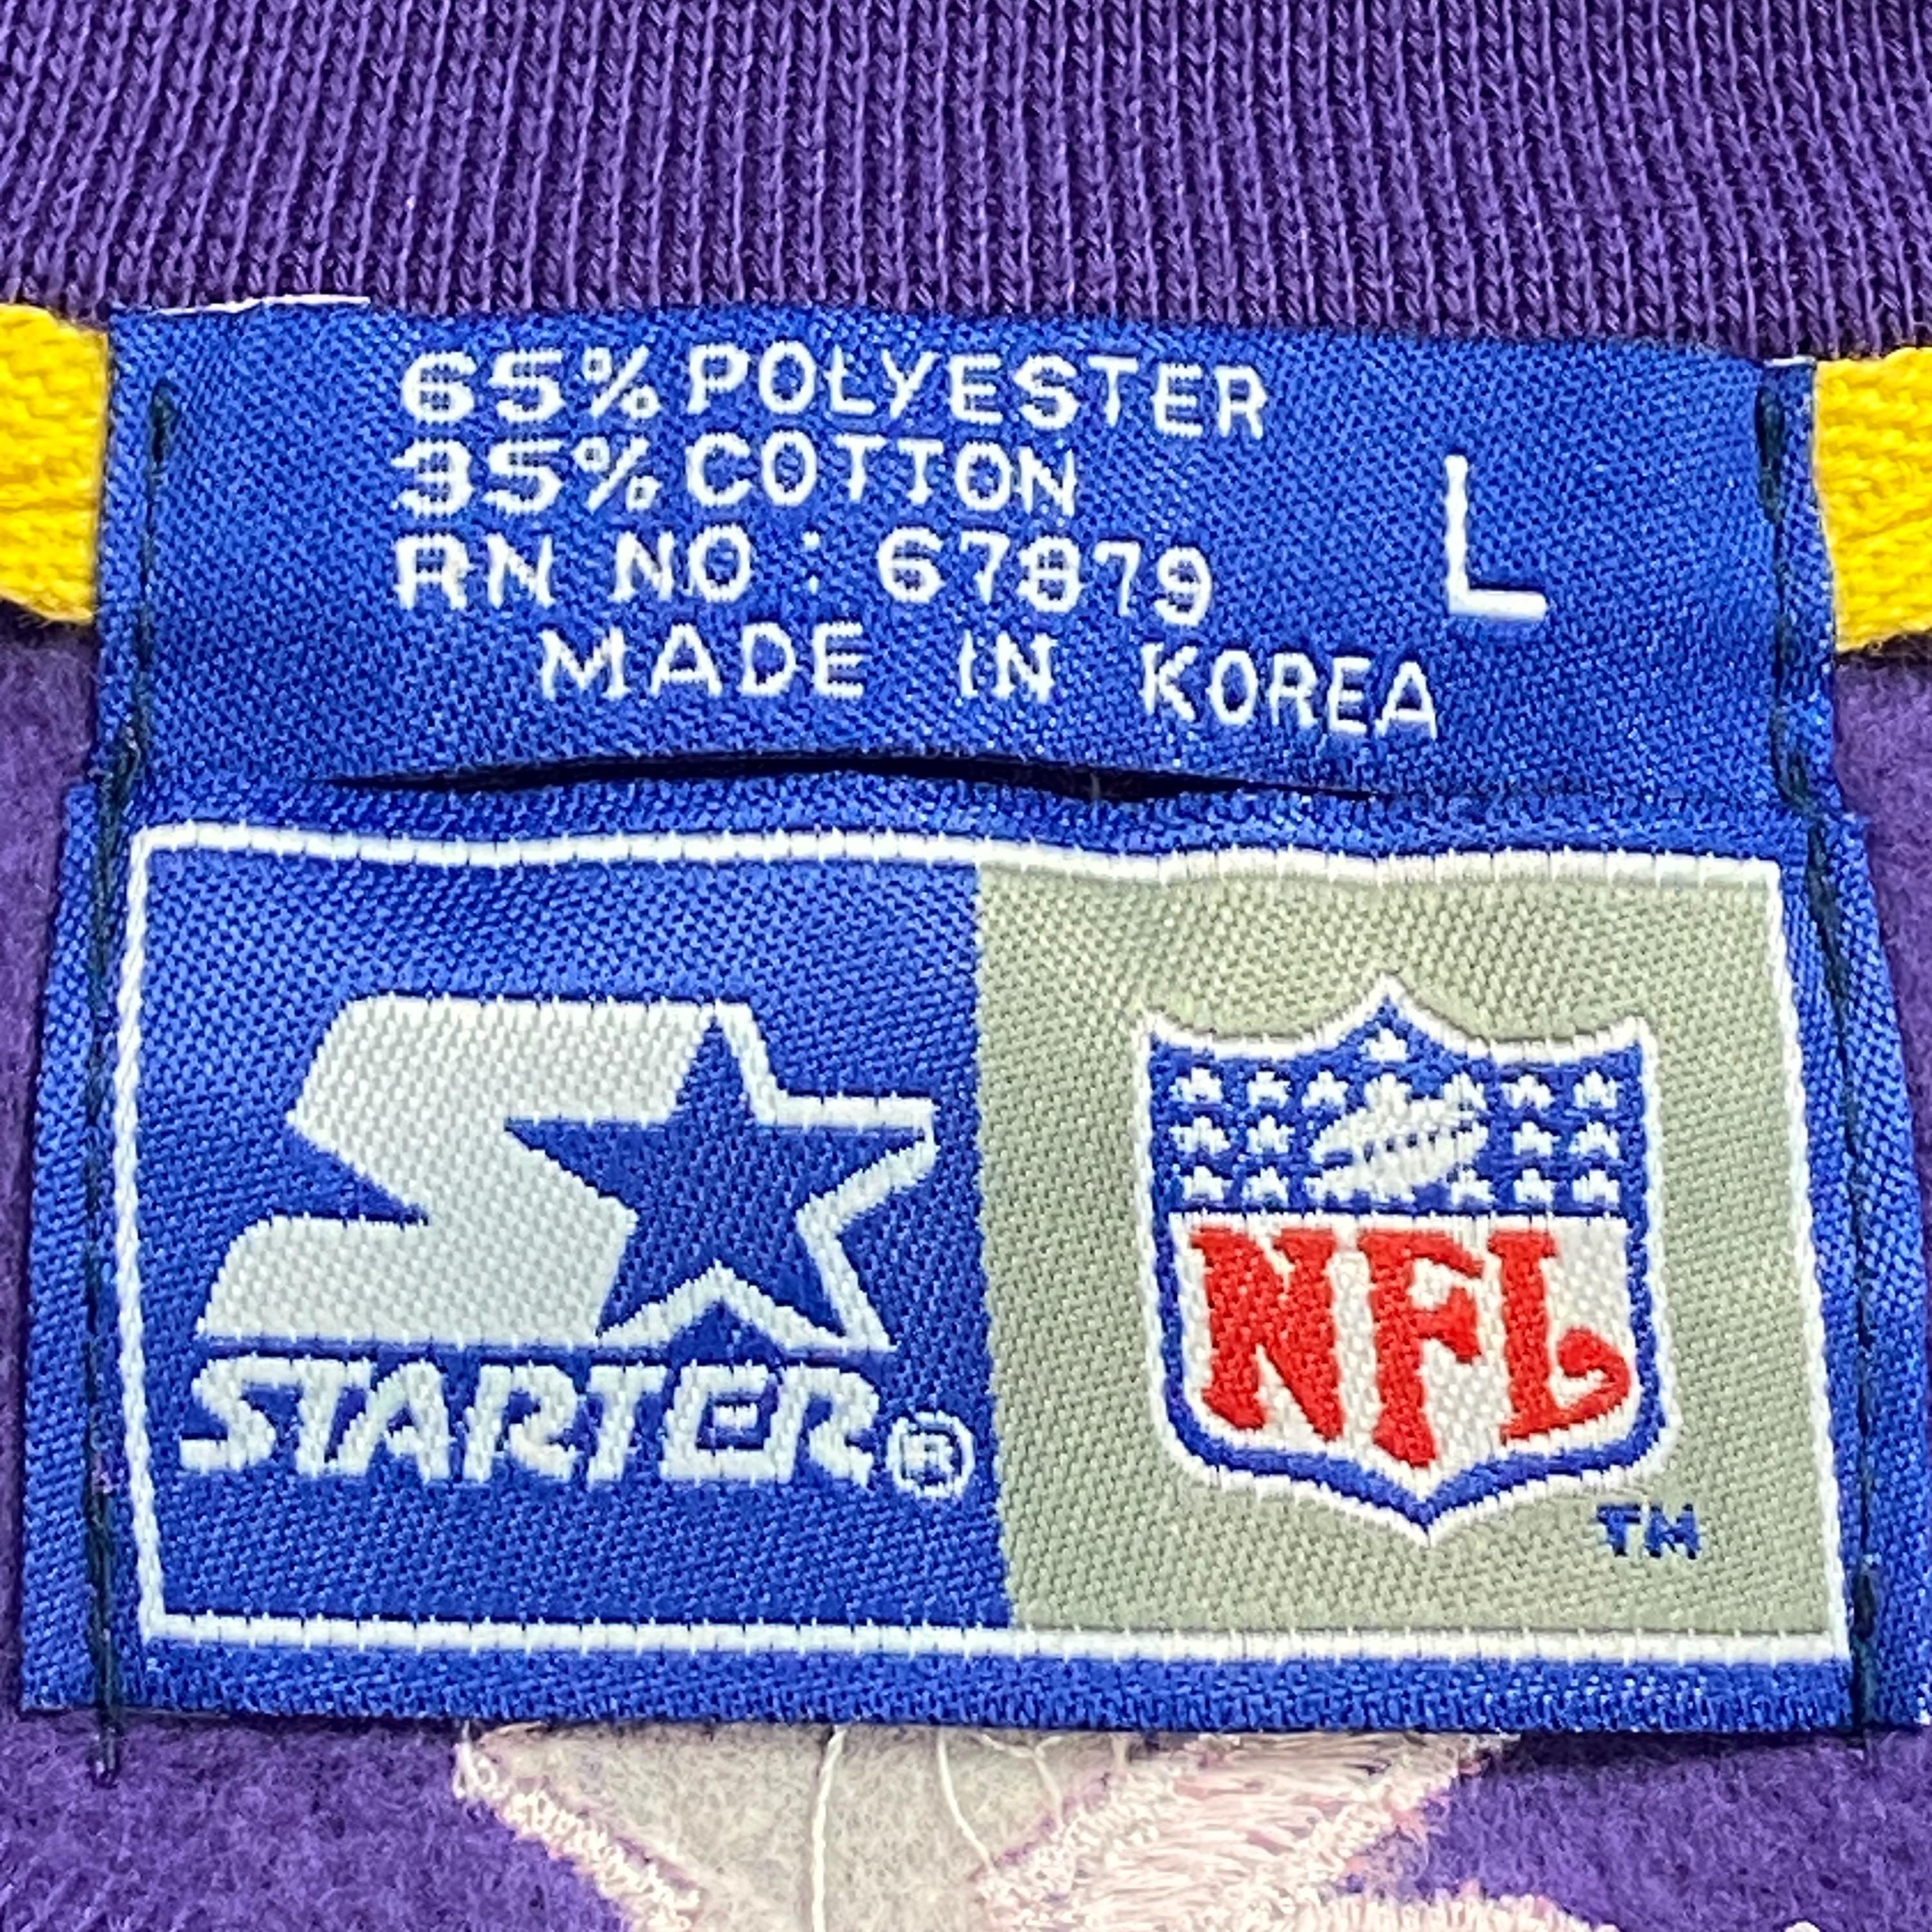 65% POLYESTER
35% COTTON
RN NO : 67879
MADE IN KOREA
L
STARTER®
NFL
TM